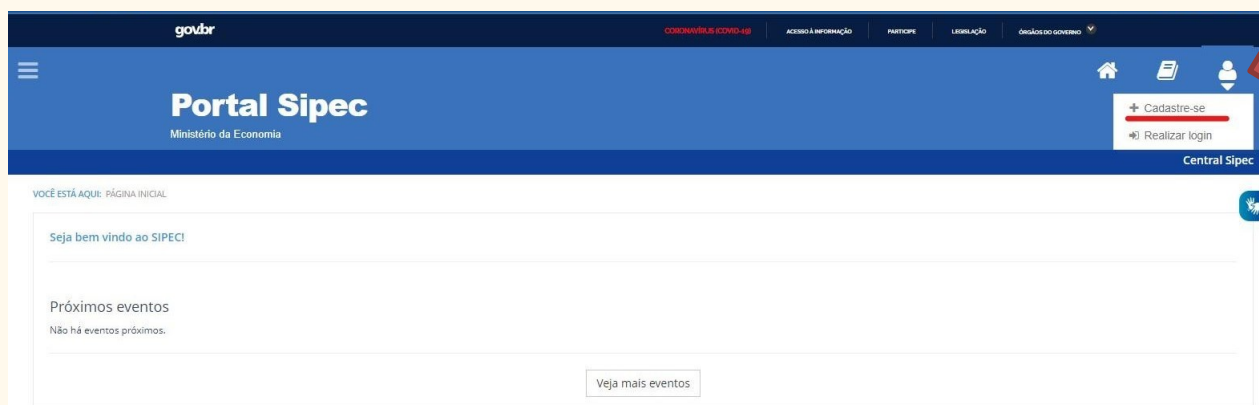 gov.br
CORONAVÍRUS (COVID-19) ACESSO À INFORMAÇÃO PARTICIPE LEGISLAÇÃO ÓRGÃOS DO GOVERNO
Portal Sipec
Ministério da Economia
Cadastre-se
Realizar login
Central Sipec
VOCÊ ESTÁ AQUI: PÁGINA INICIAL
Seja bem vindo ao SIPEC!
Próximos eventos
Não há eventos próximos.
Veja mais eventos